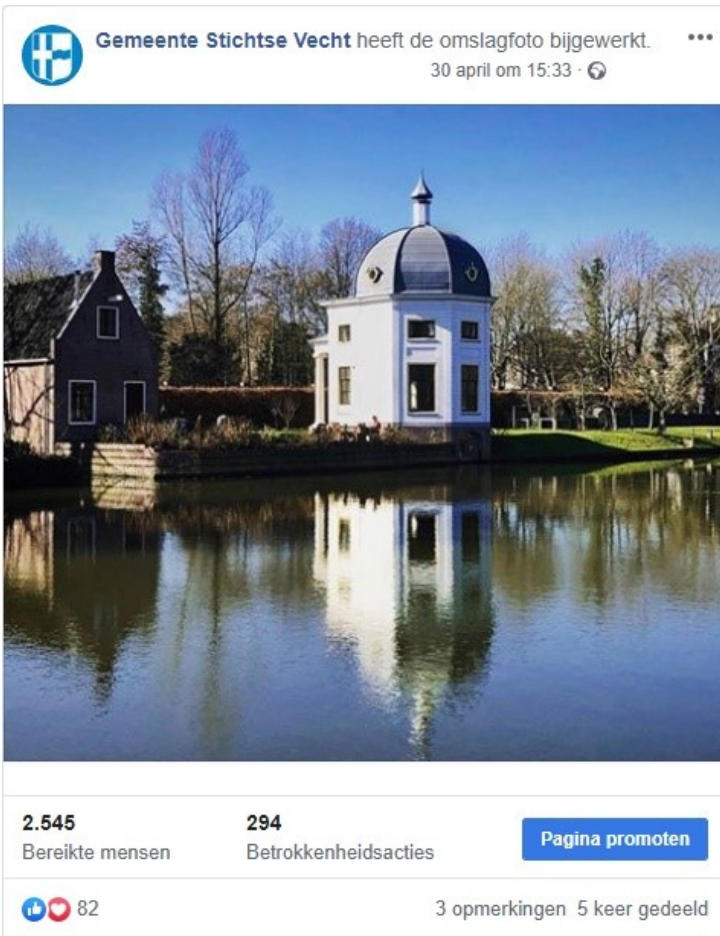 Gemeente Stichtse Vecht heeft de omslagfoto bijgewerkt.
30 april om 15:33 ·
2.545
Bereikte mensen
294
Betrokkenheidsacties
Pagina promoten
82
3 opmerkingen 5 keer gedeeld